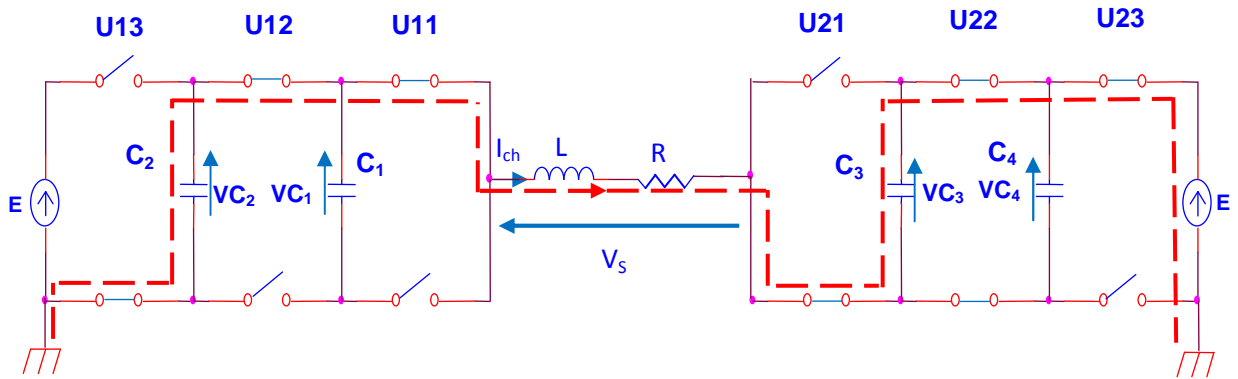 U13 U12 U11 U21 U22 U23
C2 C1 Ich L R C3 C4
E VC2 VC1 VC3 VC4 E
VS